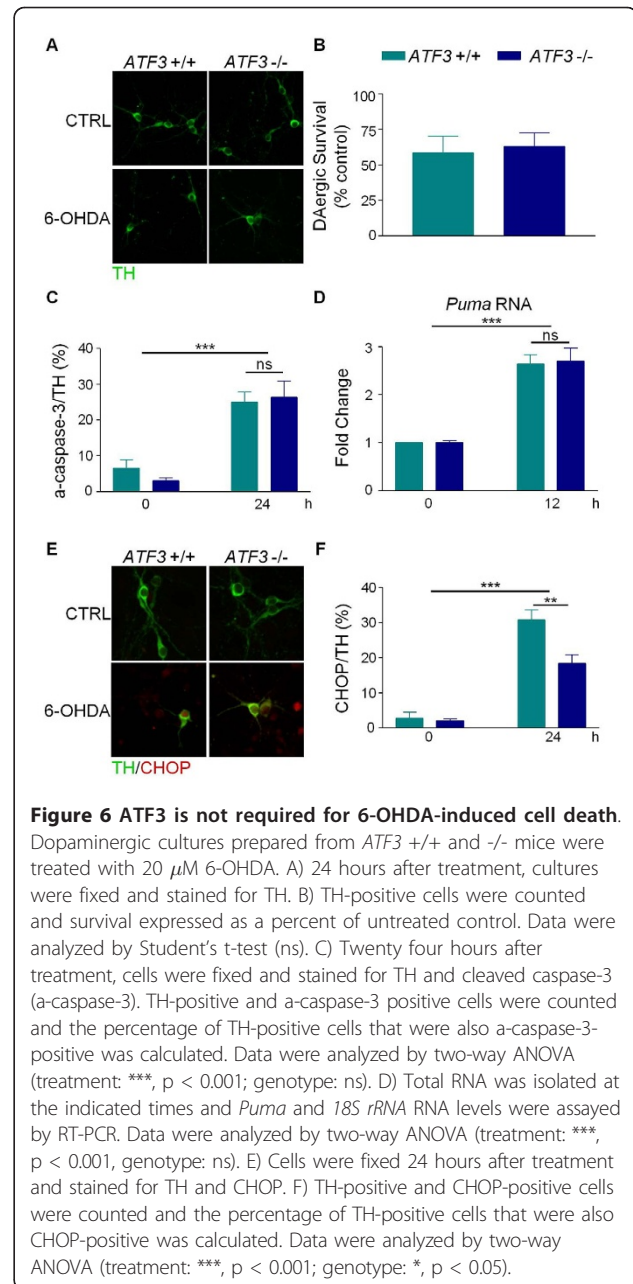 A
ATF3 +/+ ATF3 -/-
CTRL
6-OHDA
TH
B
ATF3 +/+ ATF3 -/-
DAergic Survival
(% control)
100
75
50
25
0
C
a-caspase-3/TH (%)
40
30
20
10
0
***
ns
0 24 h
D
Puma RNA
Fold Change
3
2
1
0
***
ns
0 12 h
E
ATF3 +/+ ATF3 -/-
CTRL
6-OHDA
TH/CHOP
F
CHOP/TH (%)
40
30
20
10
0
***
**
0 24 h
Figure 6 ATF3 is not required for 6-OHDA-induced cell death.
Dopaminergic cultures prepared from ATF3 +/+ and -/- mice were
treated with 20 μM 6-OHDA. A) 24 hours after treatment, cultures
were fixed and stained for TH. B) TH-positive cells were counted
and survival expressed as a percent of untreated control. Data were
analyzed by Student's t-test (ns). C) Twenty four hours after
treatment, cells were fixed and stained for TH and cleaved caspase-3
(a-caspase-3). TH-positive and a-caspase-3 positive cells were counted
and the percentage of TH-positive cells that were also a-caspase-3-
positive was calculated. Data were analyzed by two-way ANOVA
(treatment: ***, p < 0.001; genotype: ns). D) Total RNA was isolated at
the indicated times and Puma and 18S rRNA RNA levels were assayed
by RT-PCR. Data were analyzed by two-way ANOVA (treatment: ***,
p < 0.001, genotype: ns). E) Cells were fixed 24 hours after treatment
and stained for TH and CHOP. F) TH-positive and CHOP-positive cells
were counted and the percentage of TH-positive cells that were also
CHOP-positive was calculated. Data were analyzed by two-way
ANOVA (treatment: ***, p < 0.001; genotype: *, p < 0.05).